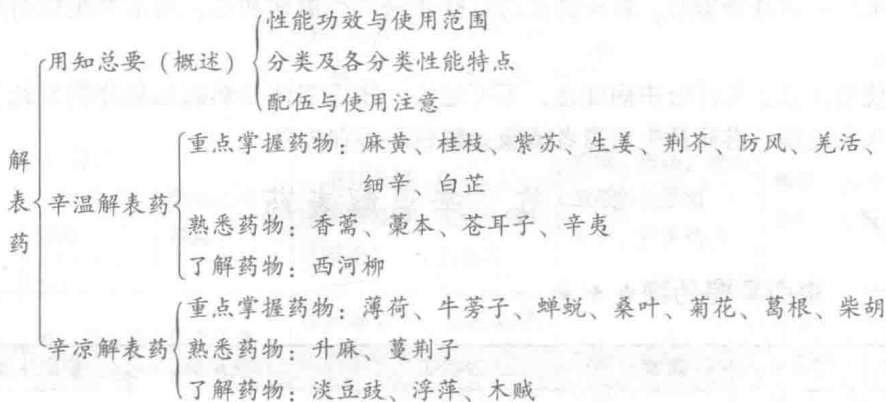 解表药
用知总要（概述）
性能功效与使用范围
分类及各分类性能特点
配伍与使用注意
辛温解表药
重点掌握药物：麻黄、桂枝、紫苏、生姜、荆芥、防风、羌活、
细辛、白芷
熟悉药物：香薷、藁本、苍耳子、辛夷
了解药物：西河柳
辛凉解表药
重点掌握药物：薄荷、牛蒡子、蝉蜕、桑叶、菊花、葛根、柴胡
熟悉药物：升麻、蔓荆子
了解药物：淡豆豉、浮萍、木贼